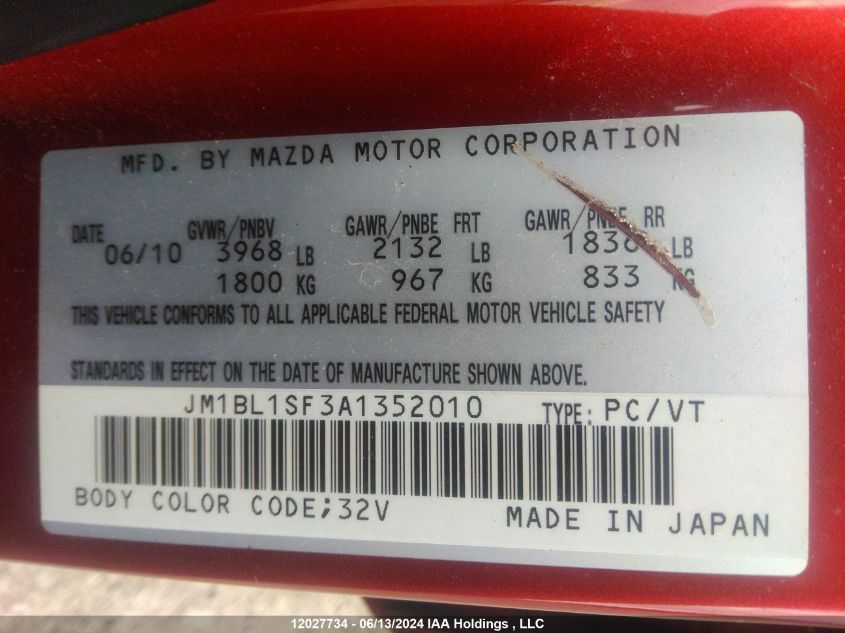 MFD. BY MAZDA MOTOR CORPORATION
DATE GVWR/PNBV GAWR/PNBE FRT GAWR/PNBE RR
06/10 3968 LB 2132 LB 1836 LB
1800 KG 967 KG 833 KG
THIS VEHICLE CONFORMS TO ALL APPLICABLE FEDERAL MOTOR VEHICLE SAFETY
STANDARDS IN EFFECT ON THE DATE OF MANUFACTURE SHOWN ABOVE.
JM1BL1SF3A1352010 TYPE: PC/VT
BODY COLOR CODE;32V
MADE IN JAPAN
12027734 - 06/13/2024 IAA Holdings , LLC